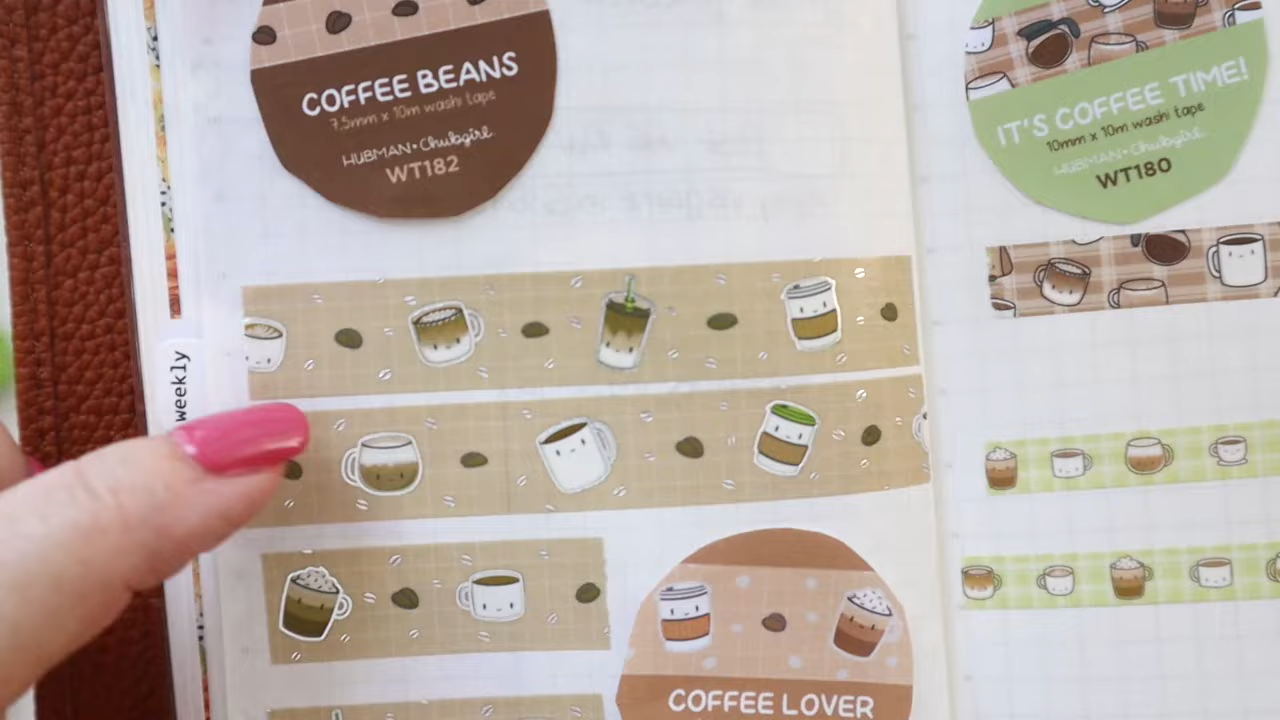 COFFEE BEANS
7.5mm x 10m washi tape
HUBMAN • Chubgirl
WT182
IT'S COFFEE TIME!
10mm x 10m washi tape
HUBMAN • Chubgirl
WT180
weekly
COFFEE LOVER